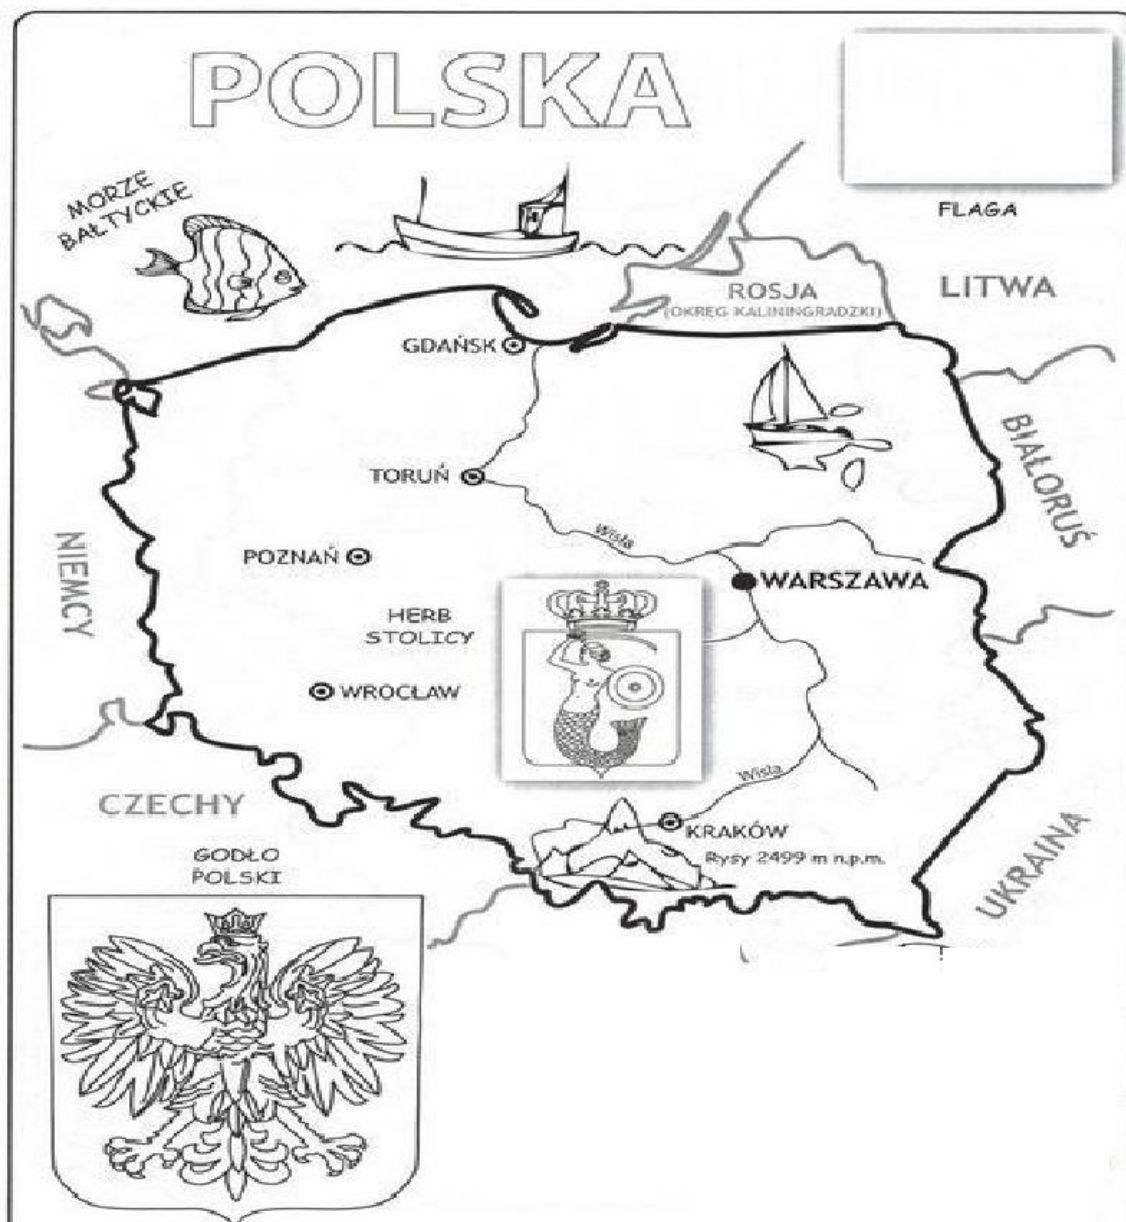 POLSKA
MORZE
BAŁTYCKIE
FLAGA
ROSJA
(OKRĘG KALININGRADZKI)
LITWA
GDAŃSK
BIAŁORUŚ
TORUŃ
Wisła
NIEMCY
POZNAŃ
WARSZAWA
HERB
STOLICY
WROCŁAW
Wisła
CZECHY
KRAKÓW
Rysy 2499 m n.p.m.
UKRAINA
GODŁO
POLSKI